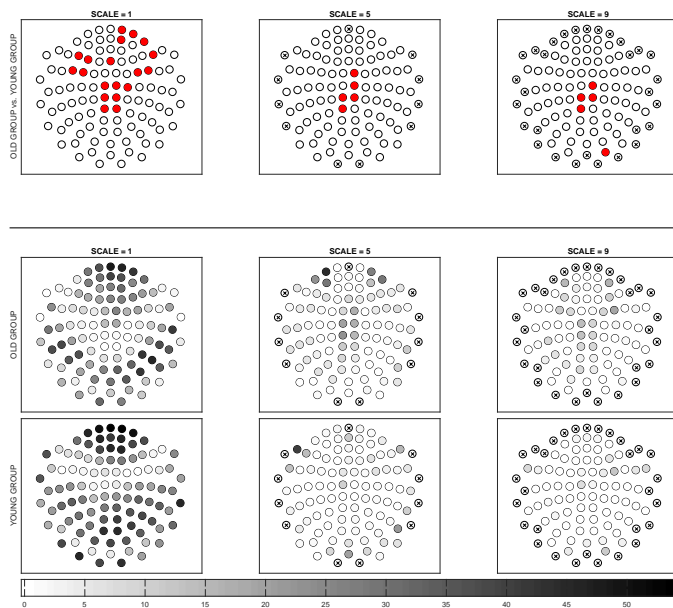 SCALE = 1
SCALE = 5
SCALE = 9
OLD GROUP vs. YOUNG GROUP
SCALE = 1
SCALE = 5
SCALE = 9
OLD GROUP
YOUNG GROUP
0 5 10 15 20 25 30 35 40 45 50